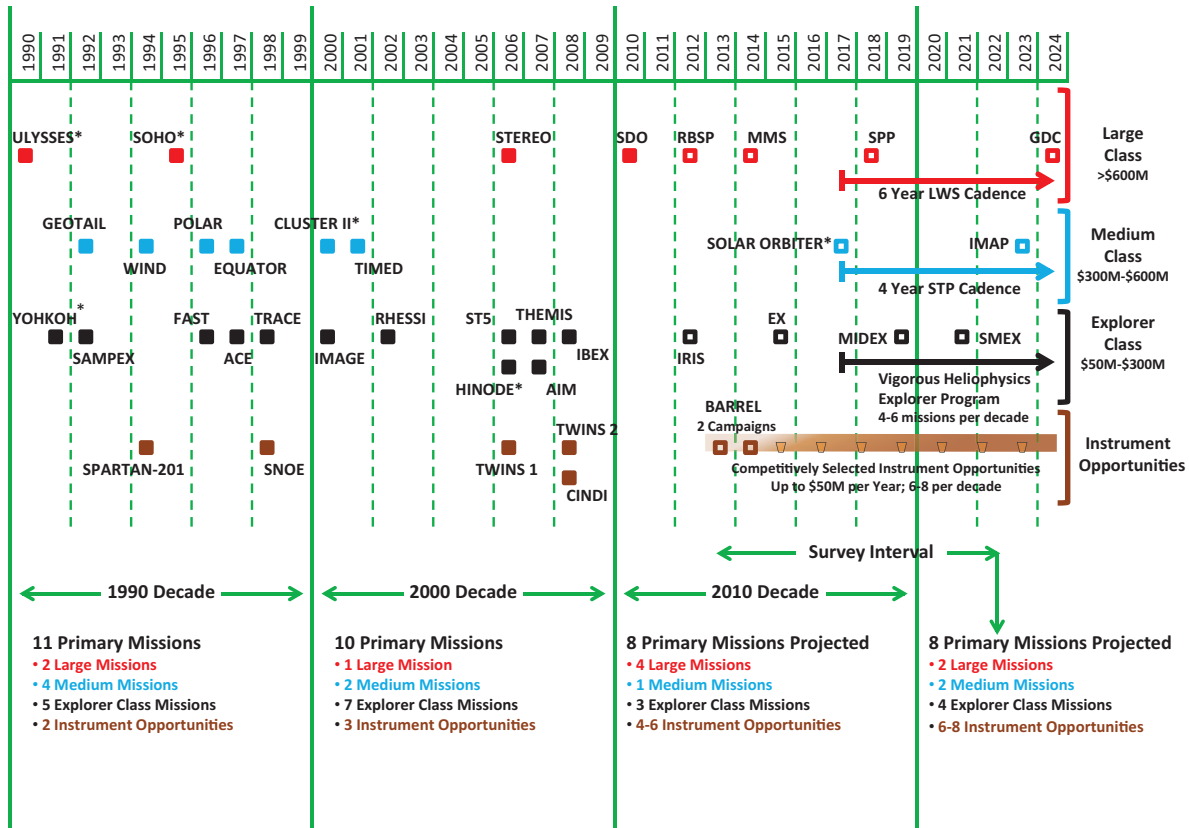 1990 1991 1992 1993 1994 1995 1996 1997 1998 1999 2000 2001 2002 2003 2004 2005 2006 2007 2008 2009 2010 2011 2012 2013 2014 2015 2016 2017 2018 2019 2020 2021 2022 2023 2024
ULYSSES* SOHO* STEREO SDO RBSP MMS SPP GDC
Large
Class
>$600M
6 Year LWS Cadence
GEOTAIL POLAR CLUSTER II* SOLAR ORBITER* IMAP
WIND EQUATOR TIMED
Medium
Class
$300M-$600M
4 Year STP Cadence
YOHKOH* FAST TRACE RHESSI ST5 THEMIS EX
SAMPEX ACE IMAGE IBEX IRIS MIDEX SMEX
HINODE* AIM
Explorer
Class
$50M-$300M
Vigorous Heliophysics
Explorer Program
4-6 missions per decade
BARREL
2 Campaigns
TWINS 2
SPARTAN-201 SNOE TWINS 1
CINDI
Instrument
Opportunities
Competitively Selected Instrument Opportunities
Up to $50M per Year; 6-8 per decade
Survey Interval
1990 Decade 2000 Decade 2010 Decade
11 Primary Missions
• 2 Large Missions
• 4 Medium Missions
• 5 Explorer Class Missions
• 2 Instrument Opportunities
10 Primary Missions
• 1 Large Mission
• 2 Medium Missions
• 7 Explorer Class Missions
• 3 Instrument Opportunities
8 Primary Missions Projected
• 4 Large Missions
• 1 Medium Missions
• 3 Explorer Class Missions
• 4-6 Instrument Opportunities
8 Primary Missions Projected
• 2 Large Missions
• 2 Medium Missions
• 4 Explorer Class Missions
• 6-8 Instrument Opportunities